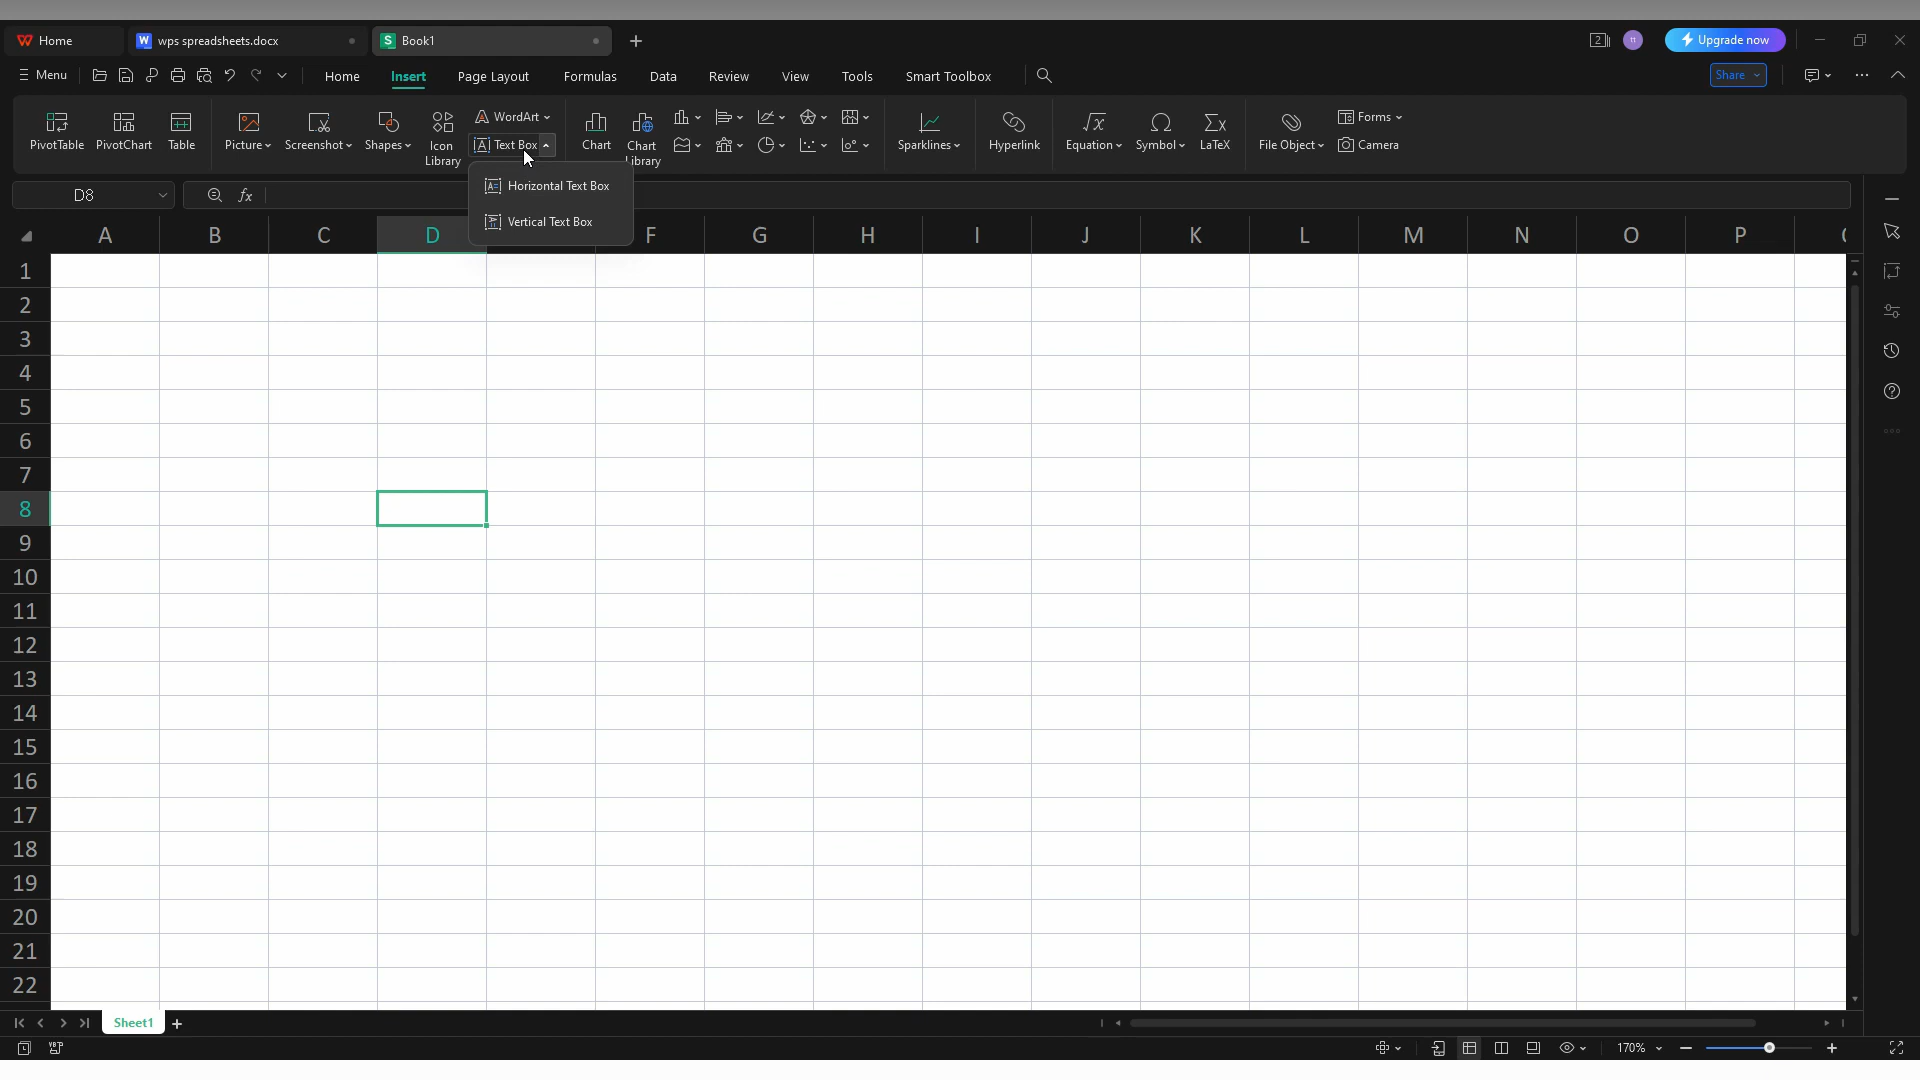 Home
wps spreadsheets.docx
Book1
Upgrade now
Menu
Home Insert Page Layout Formulas Data Review View Tools Smart Toolbox
Share
PivotTable
PivotChart
Table
Picture
Screenshot
Shapes
Icon
Library
WordArt
Text Box
Chart
Chart
Library
Sparklines
Hyperlink
Equation
Symbol
LaTeX
File Object
Forms
Camera
D8
fx
Horizontal Text Box
Vertical Text Box
A B C D F G H I J K L M N O P
1
2
3
4
5
6
7
8
9
10
11
12
13
14
15
16
17
18
19
20
21
22
Sheet1
170%